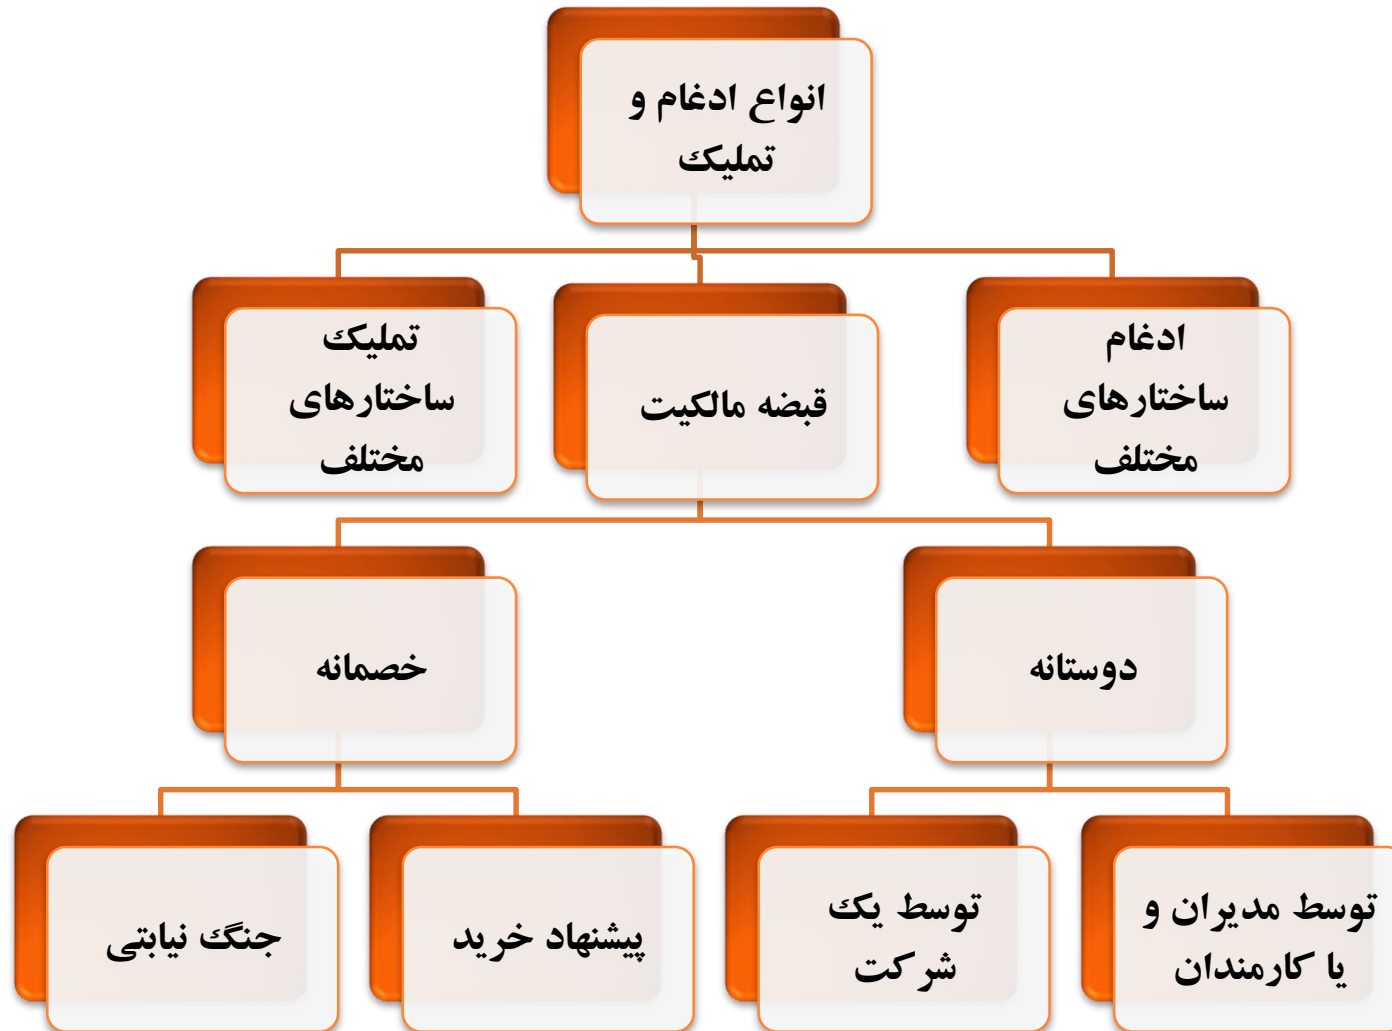 انواع ادغام و
تملیک
ادغام
ساختارهای
مختلف
قبضه مالکیت
تملیک
ساختارهای
مختلف
دوستانه
خصمانه
توسط مدیران و
یا کارمندان
توسط یک
شرکت
پیشنهاد خرید
جنگ نیابتی